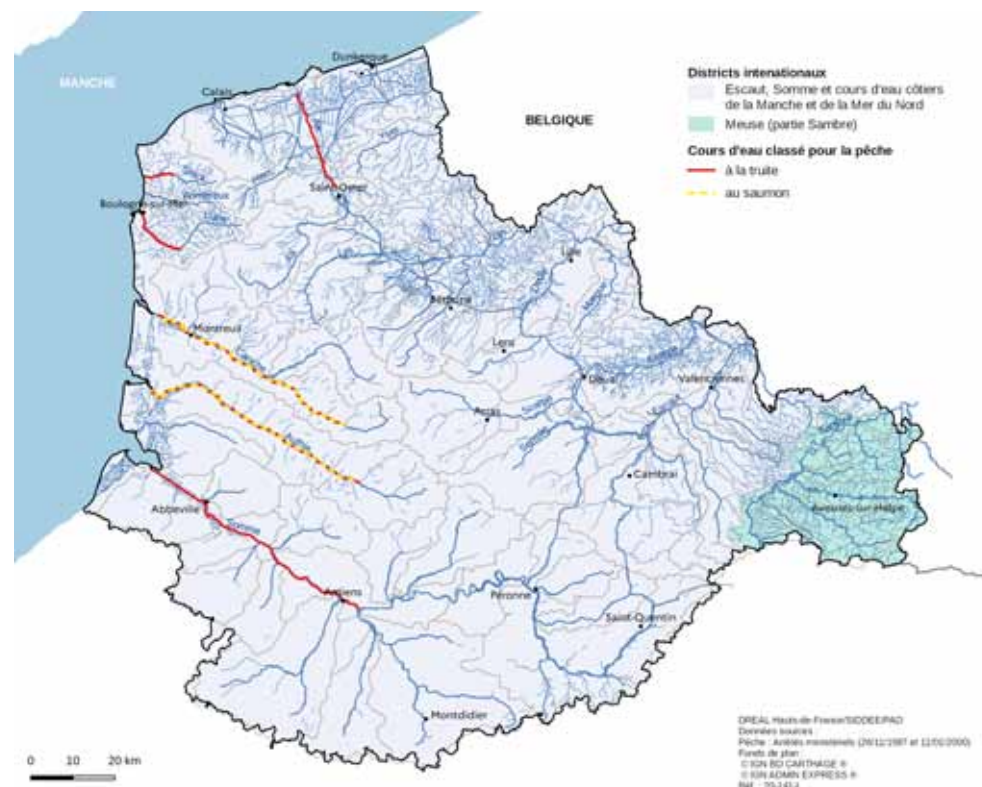 MANCHE
Dunkerque
Calais
BELGIQUE
Districts intenationaux
Escaut, Somme et cours d'eau côtiers
de la Manche et de la Mer du Nord
Meuse (partie Sambre)
Cours d'eau classé pour la pêche
à la truite
au saumon
Saint-Omer
Boulogne-sur-Mer
Lille
Béthune
Montreuil
Lens
Douai
Valenciennes
Arras
Cambrai
Avesnes-sur-Helpe
Abbeville
Somme
Amiens
Péronne
Saint-Quentin
Montdidier
0 10 20 km
DREAL Hauts-de-France/SIDDEE/PAD
Données sources
Pêche : Arrêtés ministériels (26/11/1987 et
Fonds de plan :
© IGN BD CARTHAGE ®
© IGN ADMIN EXPRESS ®